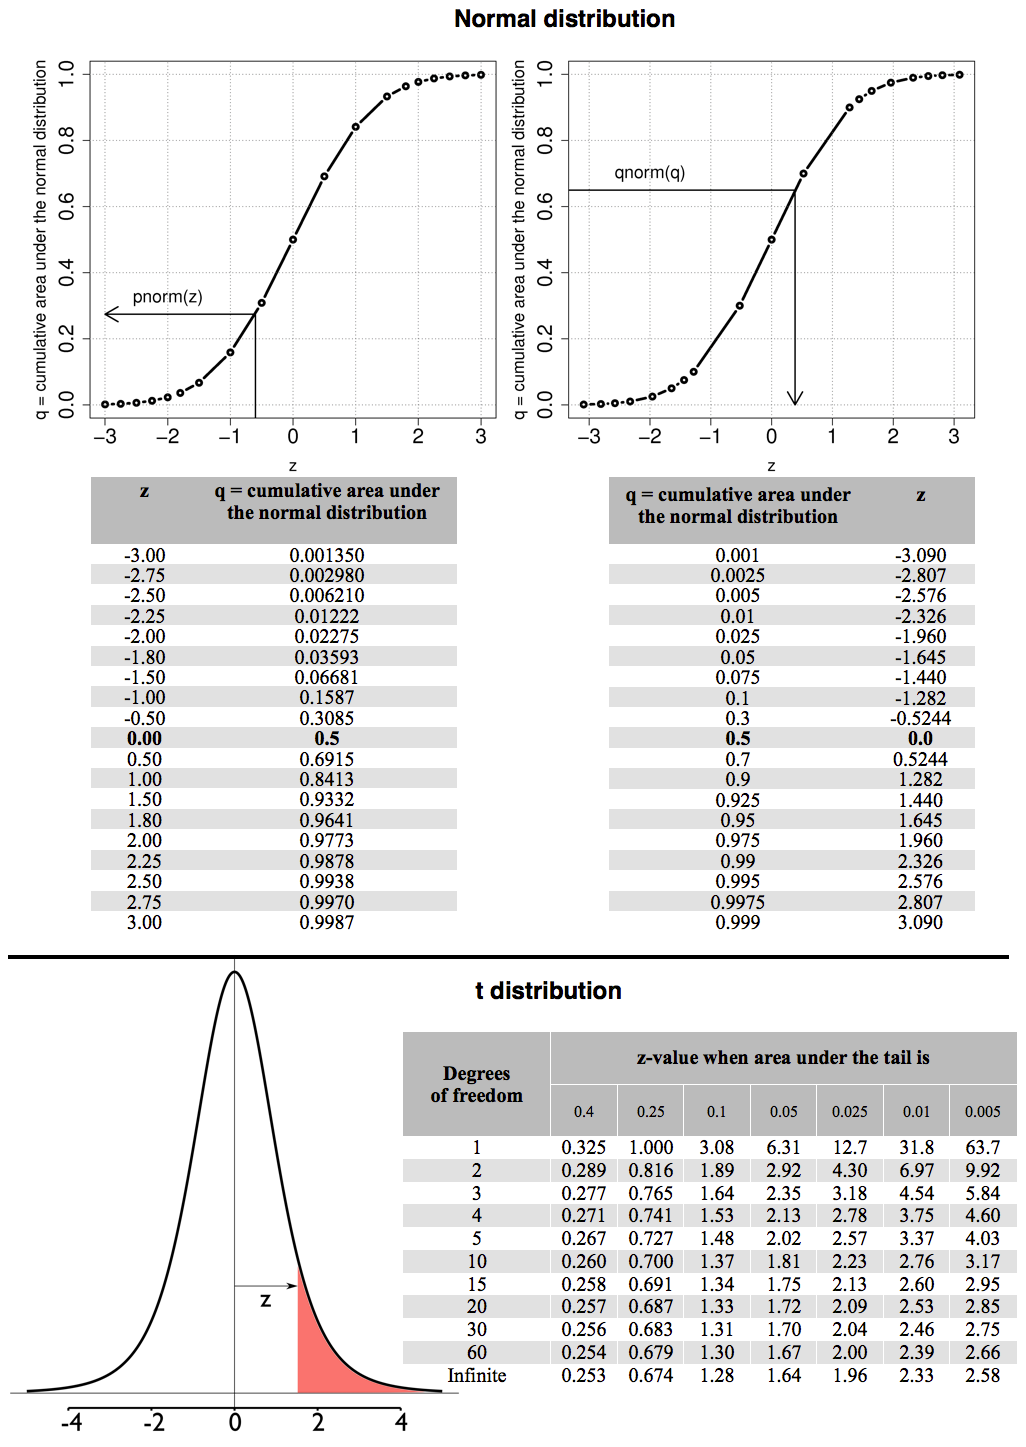 Normal distribution
q = cumulative area under the normal distribution
0.0 0.2 0.4 0.6 0.8 1.0
pnorm(z)
−3 −2 −1 0 1 2 3
z
q = cumulative area under the normal distribution
0.0 0.2 0.4 0.6 0.8 1.0
qnorm(q)
−3 −2 −1 0 1 2 3
z
z q = cumulative area under
the normal distribution
-3.00 0.001350
-2.75 0.002980
-2.50 0.006210
-2.25 0.01222
-2.00 0.02275
-1.80 0.03593
-1.50 0.06681
-1.00 0.1587
-0.50 0.3085
0.00 0.5
0.50 0.6915
1.00 0.8413
1.50 0.9332
1.80 0.9641
2.00 0.9773
2.25 0.9878
2.50 0.9938
2.75 0.9970
3.00 0.9987
q = cumulative area under z
the normal distribution
0.001 -3.090
0.0025 -2.807
0.005 -2.576
0.01 -2.326
0.025 -1.960
0.05 -1.645
0.075 -1.440
0.1 -1.282
0.3 -0.5244
0.5 0.0
0.7 0.5244
0.9 1.282
0.925 1.440
0.95 1.645
0.975 1.960
0.99 2.326
0.995 2.576
0.9975 2.807
0.999 3.090
t distribution
z
-4 -2 0 2 4
Degrees
of freedom
z-value when area under the tail is
0.4 0.25 0.1 0.05 0.025 0.01 0.005
1 0.325 1.000 3.08 6.31 12.7 31.8 63.7
2 0.289 0.816 1.89 2.92 4.30 6.97 9.92
3 0.277 0.765 1.64 2.35 3.18 4.54 5.84
4 0.271 0.741 1.53 2.13 2.78 3.75 4.60
5 0.267 0.727 1.48 2.02 2.57 3.37 4.03
10 0.260 0.700 1.37 1.81 2.23 2.76 3.17
15 0.258 0.691 1.34 1.75 2.13 2.60 2.95
20 0.257 0.687 1.33 1.72 2.09 2.53 2.85
30 0.256 0.683 1.31 1.70 2.04 2.46 2.75
60 0.254 0.679 1.30 1.67 2.00 2.39 2.66
Infinite 0.253 0.674 1.28 1.64 1.96 2.33 2.58